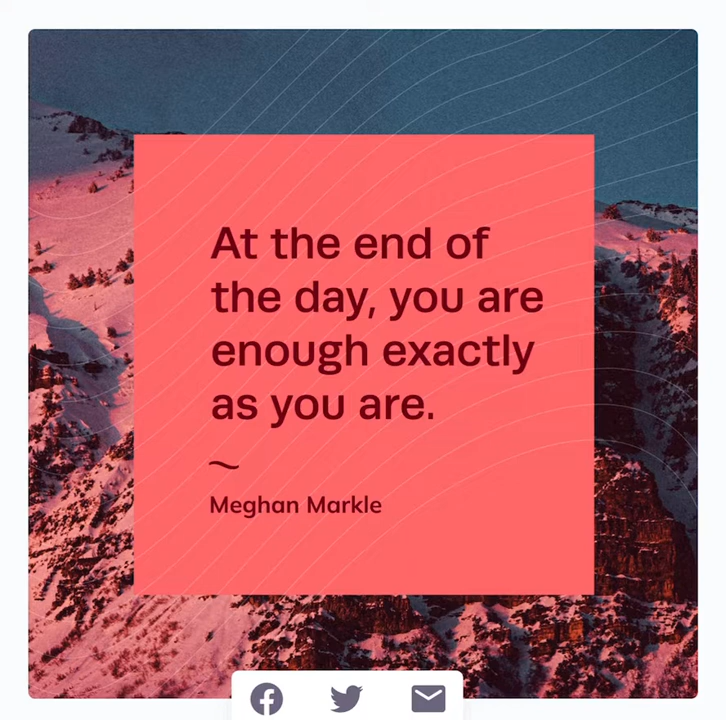 At the end of
the day, you are
enough exactly
as you are.
~
Meghan Markle